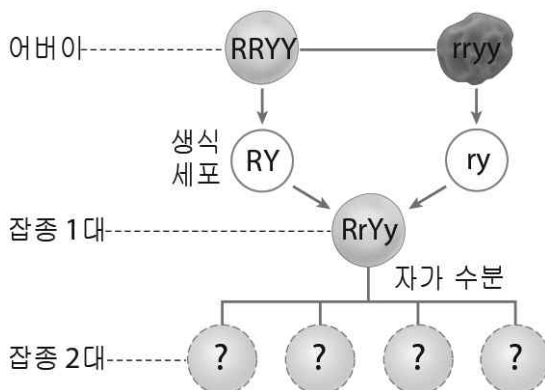 어버이 RRYY rryy
생식
세포 RY ry
잡종 1대 RrYy
자가 수분
잡종 2대 ? ? ? ?